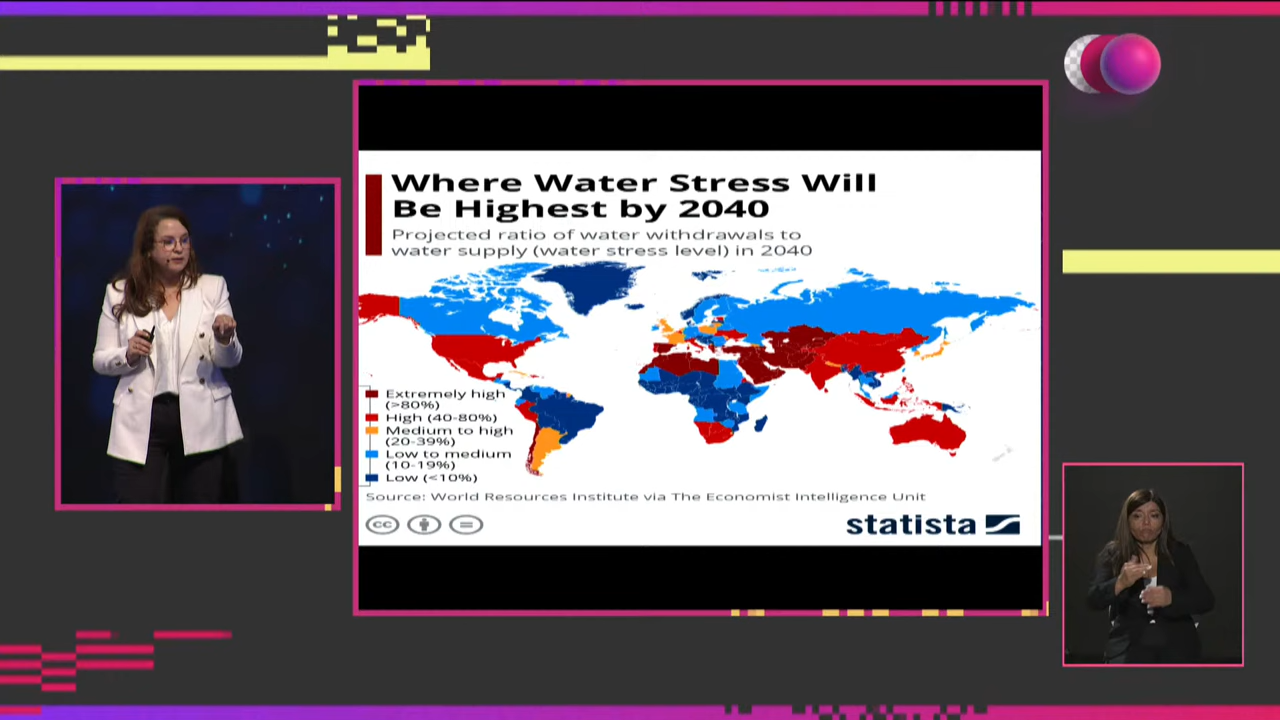 Where Water Stress Will
Be Highest by 2040
Projected ratio of water withdrawals to
water supply (water stress level) in 2040
Extremely high
(>80%)
High (40-80%)
Medium to high
(20-39%)
Low to medium
(10-19%)
Low (<10%)
Source: World Resources Institute via The Economist Intelligence Unit
cc
statista